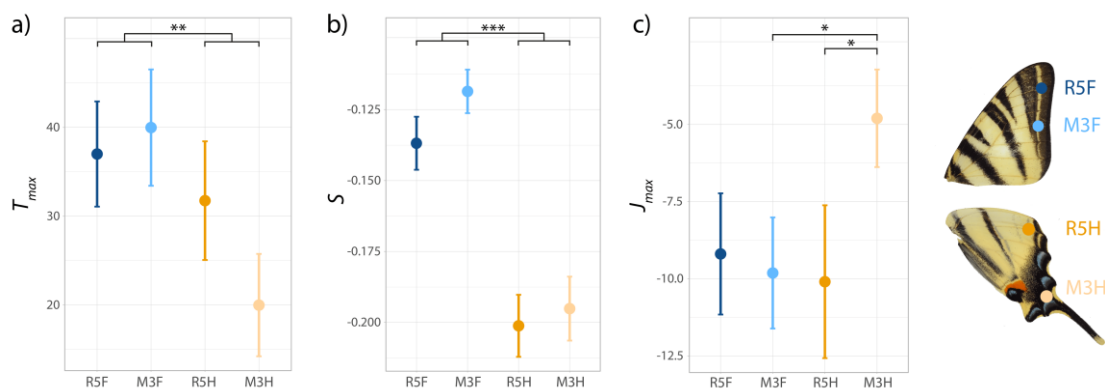 a)
**
T_max
40
30
20
R5F M3F R5H M3H
b)
***
S
-0.125
-0.150
-0.175
-0.200
R5F M3F R5H M3H
c)
*
*
J_max
-5.0
-7.5
-10.0
-12.5
R5F M3F R5H M3H
R5F
M3F
R5H
M3H